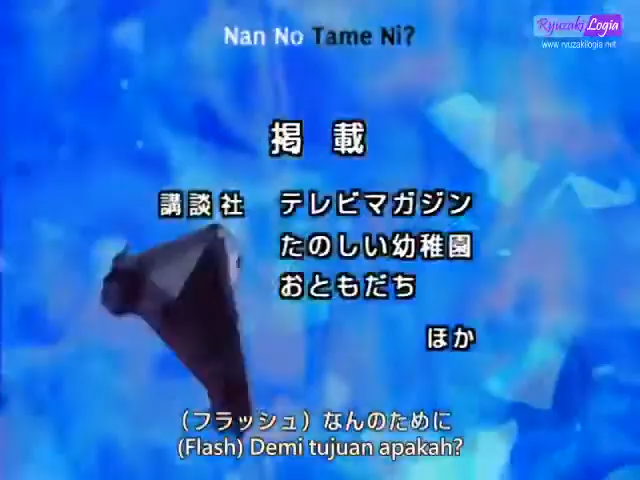 Ryuzaki Logia
www.ryuzakilogia.net
Nan No Tame Ni?
掲載
講談社 テレビマガジン
たのしい幼稚園
おともだち
ほか
(フラッシュ)なんのために
(Flash) Demi tujuan apakah?